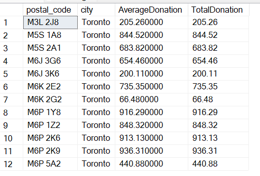 postal_code city AverageDonation TotalDonation
1 M3L 2J8 Toronto 205.260000 205.26
2 M5S 1A8 Toronto 844.520000 844.52
3 M5S 2A1 Toronto 683.820000 683.82
4 M6J 3G6 Toronto 654.460000 654.46
5 M6J 3K6 Toronto 200.110000 200.11
6 M6K 2E2 Toronto 735.350000 735.35
7 M6K 2G2 Toronto 66.480000 66.48
8 M6P 1Y8 Toronto 916.290000 916.29
9 M6P 1Z2 Toronto 848.320000 848.32
10 M6P 2K6 Toronto 913.130000 913.13
11 M6P 2K9 Toronto 936.310000 936.31
12 M6P 5A2 Toronto 440.880000 440.88